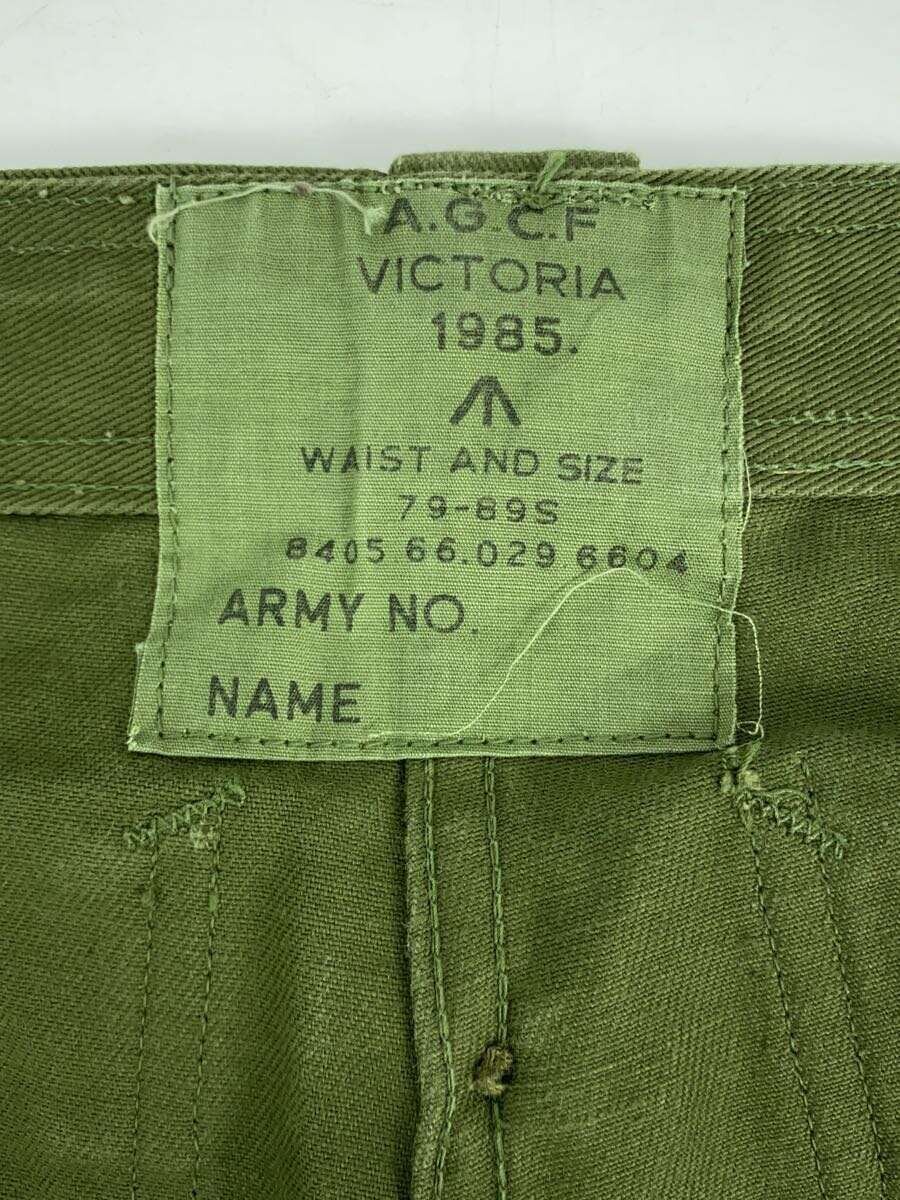 A.G.C.F
VICTORIA
1985.
WAIST AND SIZE
79-89S
8405 66.029 6604
ARMY NO.
NAME